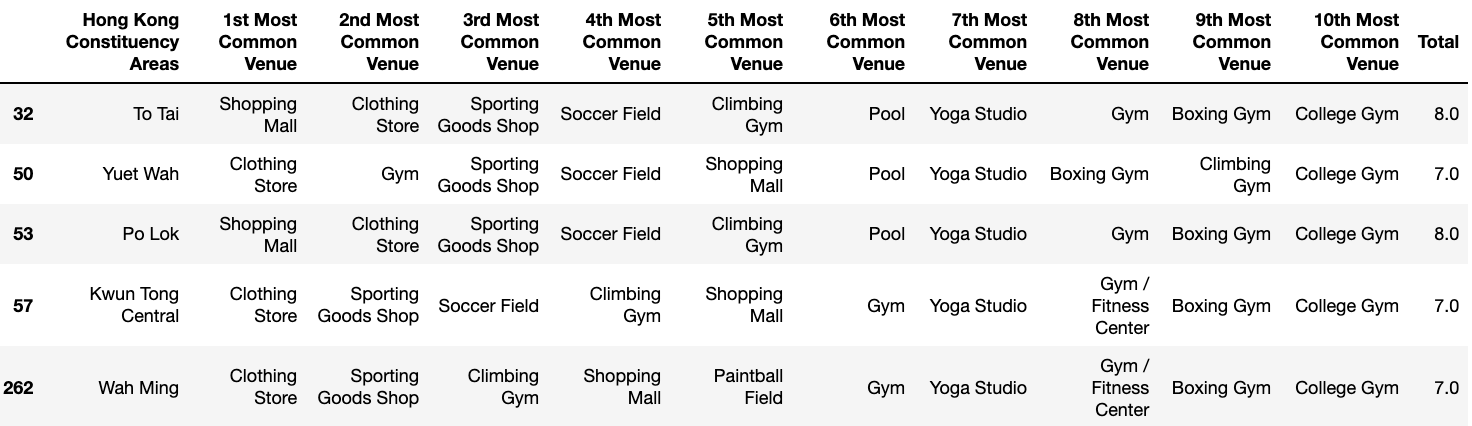 Hong Kong Constituency Areas 1st Most Common Venue 2nd Most Common Venue 3rd Most Common Venue 4th Most Common Venue 5th Most Common Venue 6th Most Common Venue 7th Most Common Venue 8th Most Common Venue 9th Most Common Venue 10th Most Common Venue Total
32 To Tai Shopping Mall Clothing Store Sporting Goods Shop Soccer Field Climbing Gym Pool Yoga Studio Gym Boxing Gym College Gym 8.0
50 Yuet Wah Clothing Store Gym Sporting Goods Shop Soccer Field Shopping Mall Pool Yoga Studio Boxing Gym Climbing Gym College Gym 7.0
53 Po Lok Shopping Mall Clothing Store Sporting Goods Shop Soccer Field Climbing Gym Pool Yoga Studio Gym Boxing Gym College Gym 8.0
57 Kwun Tong Central Clothing Store Sporting Goods Shop Soccer Field Climbing Gym Shopping Mall Gym Yoga Studio Gym / Fitness Center Boxing Gym College Gym 7.0
262 Wah Ming Clothing Store Sporting Goods Shop Climbing Gym Shopping Mall Paintball Field Gym Yoga Studio Gym / Fitness Center Boxing Gym College Gym 7.0